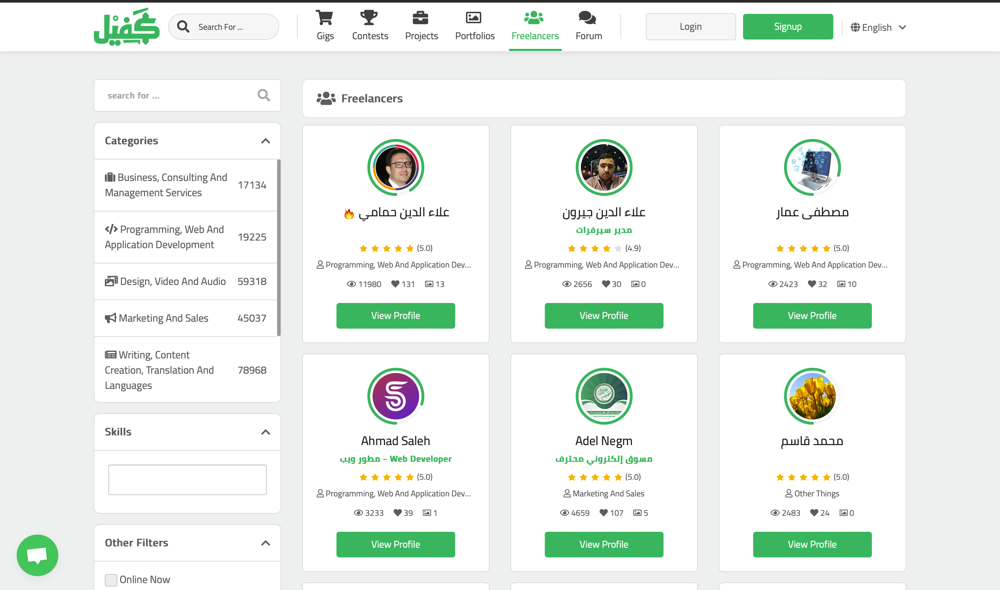 كفيل
Search For ...
Gigs
Contests
Projects
Portfolios
Freelancers
Forum
Login
Signup
English
search for ...
Categories
Business, Consulting And
Management Services
17134
Programming, Web And
Application Development
19225
Design, Video And Audio
59318
Marketing And Sales
45037
Writing, Content
Creation, Translation And
Languages
78968
Skills
Other Filters
Online Now
Freelancers
علاء الدين حمامي 🔥
(5.0)
Programming, Web And Application Dev...
11980 131 13
View Profile
علاء الدين جيرون
مدير سيرفرات
(4.9)
Programming, Web And Application Dev...
2656 30 0
View Profile
مصطفى عمار
(5.0)
Programming, Web And Application Dev...
2423 32 10
View Profile
Ahmad Saleh
مطور ويب - Web Developer
(5.0)
Programming, Web And Application Dev...
3233 39 1
View Profile
Adel Negm
مسوق إلكتروني محترف
(5.0)
Marketing And Sales
4659 107 5
View Profile
محمد قاسم
(5.0)
Other Things
2483 24 0
View Profile